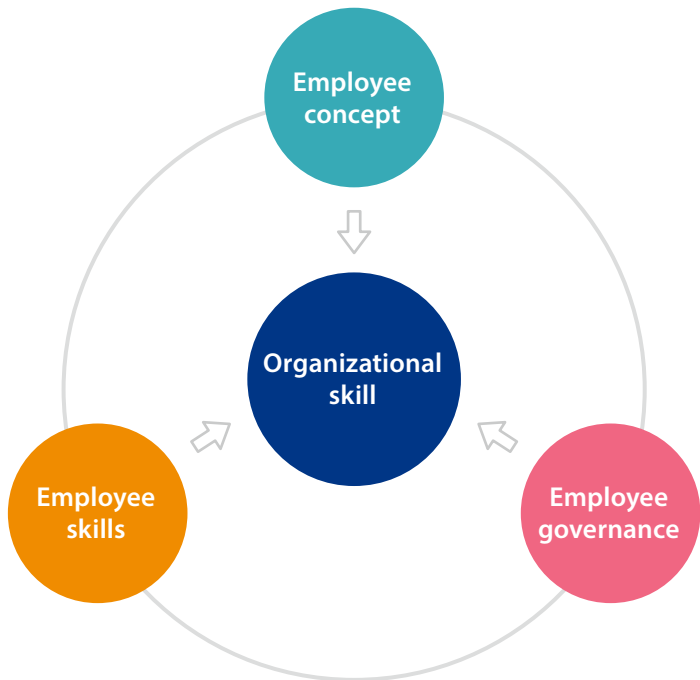 Employee
concept
Organizational
skill
Employee
skills
Employee
governance